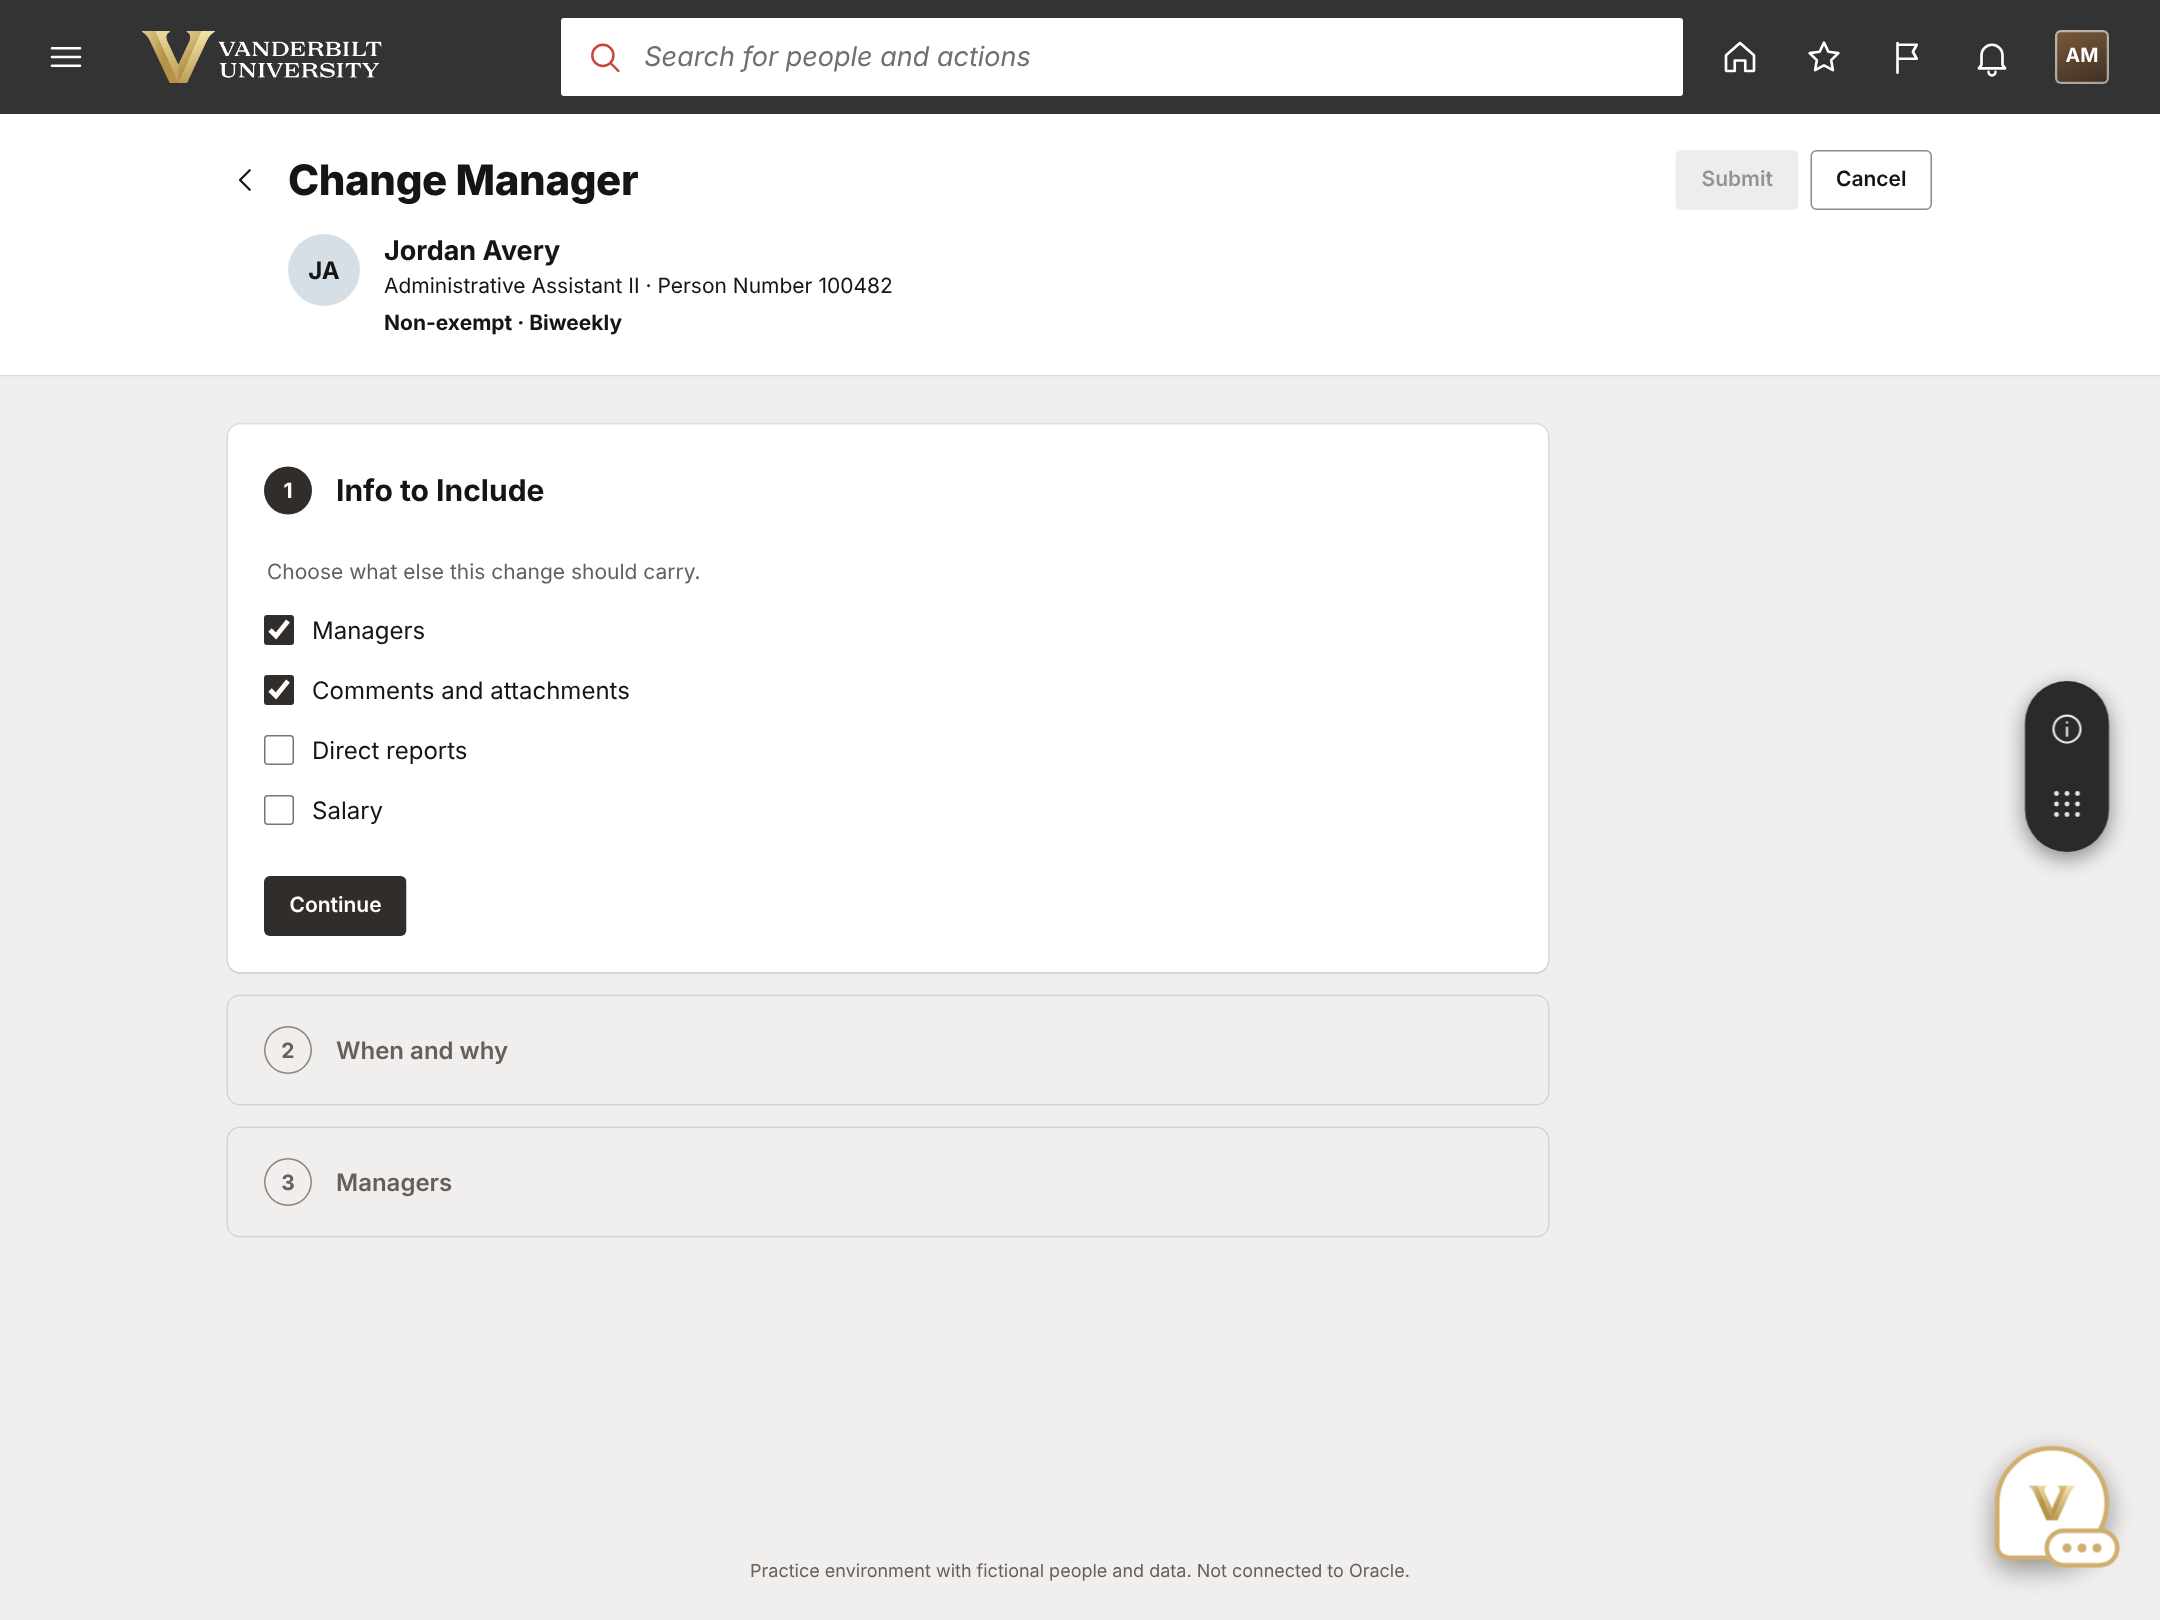 VANDERBILT
UNIVERSITY
Search for people and actions
AM
Change Manager
Submit
Cancel
JA
Jordan Avery
Administrative Assistant II · Person Number 100482
Non-exempt · Biweekly
1
Info to Include
Choose what else this change should carry.
Managers
Comments and attachments
Direct reports
Salary
Continue
2
When and why
3
Managers
V
Practice environment with fictional people and data. Not connected to Oracle.